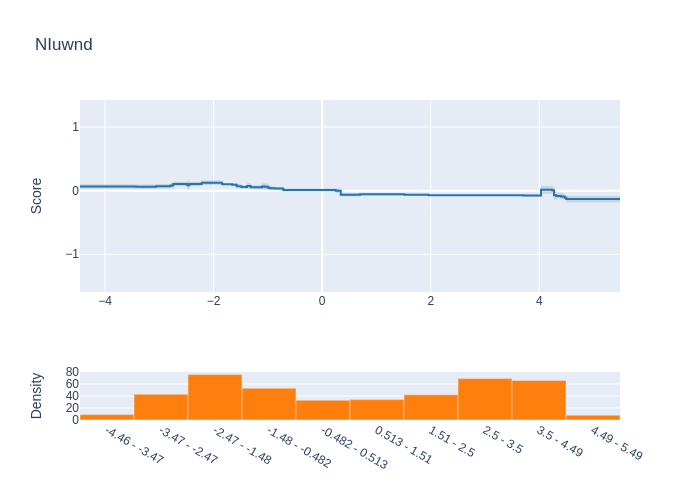 NIuwnd
Score
1
0
−1
−4
−2
0
2
4
Density
80
60
40
20
0
-4.46 - -3.47
-3.47 - -2.47
-2.47 - -1.48
-1.48 - -0.482
-0.482 - 0.513
0.513 - 1.51
1.51 - 2.5
2.5 - 3.5
3.5 - 4.49
4.49 - 5.49